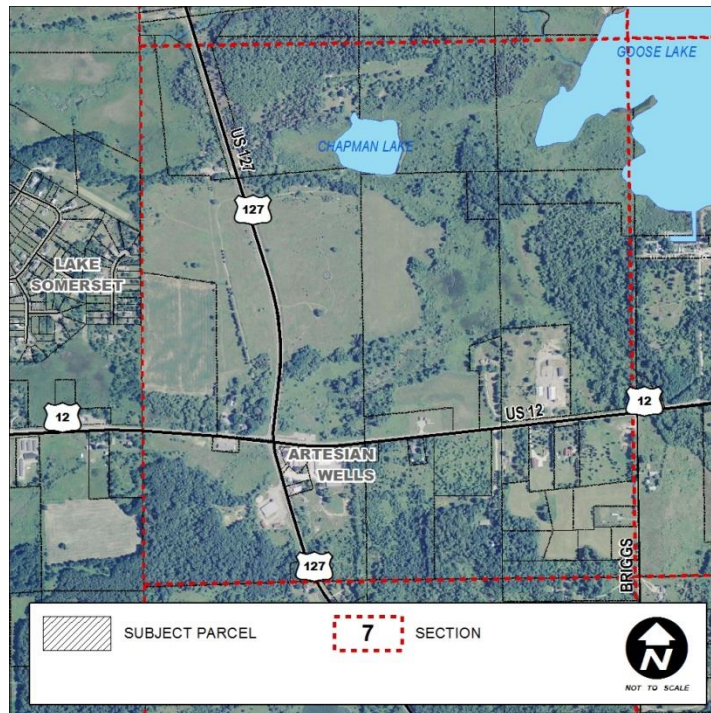 GOOSE LAKE
US 127
CHAPMAN LAKE
127
LAKE
SOMERSET
12
US 12
12
ARTESIAN
WELLS
127
BRIGGS
SUBJECT PARCEL
7
SECTION
N
NOT TO SCALE